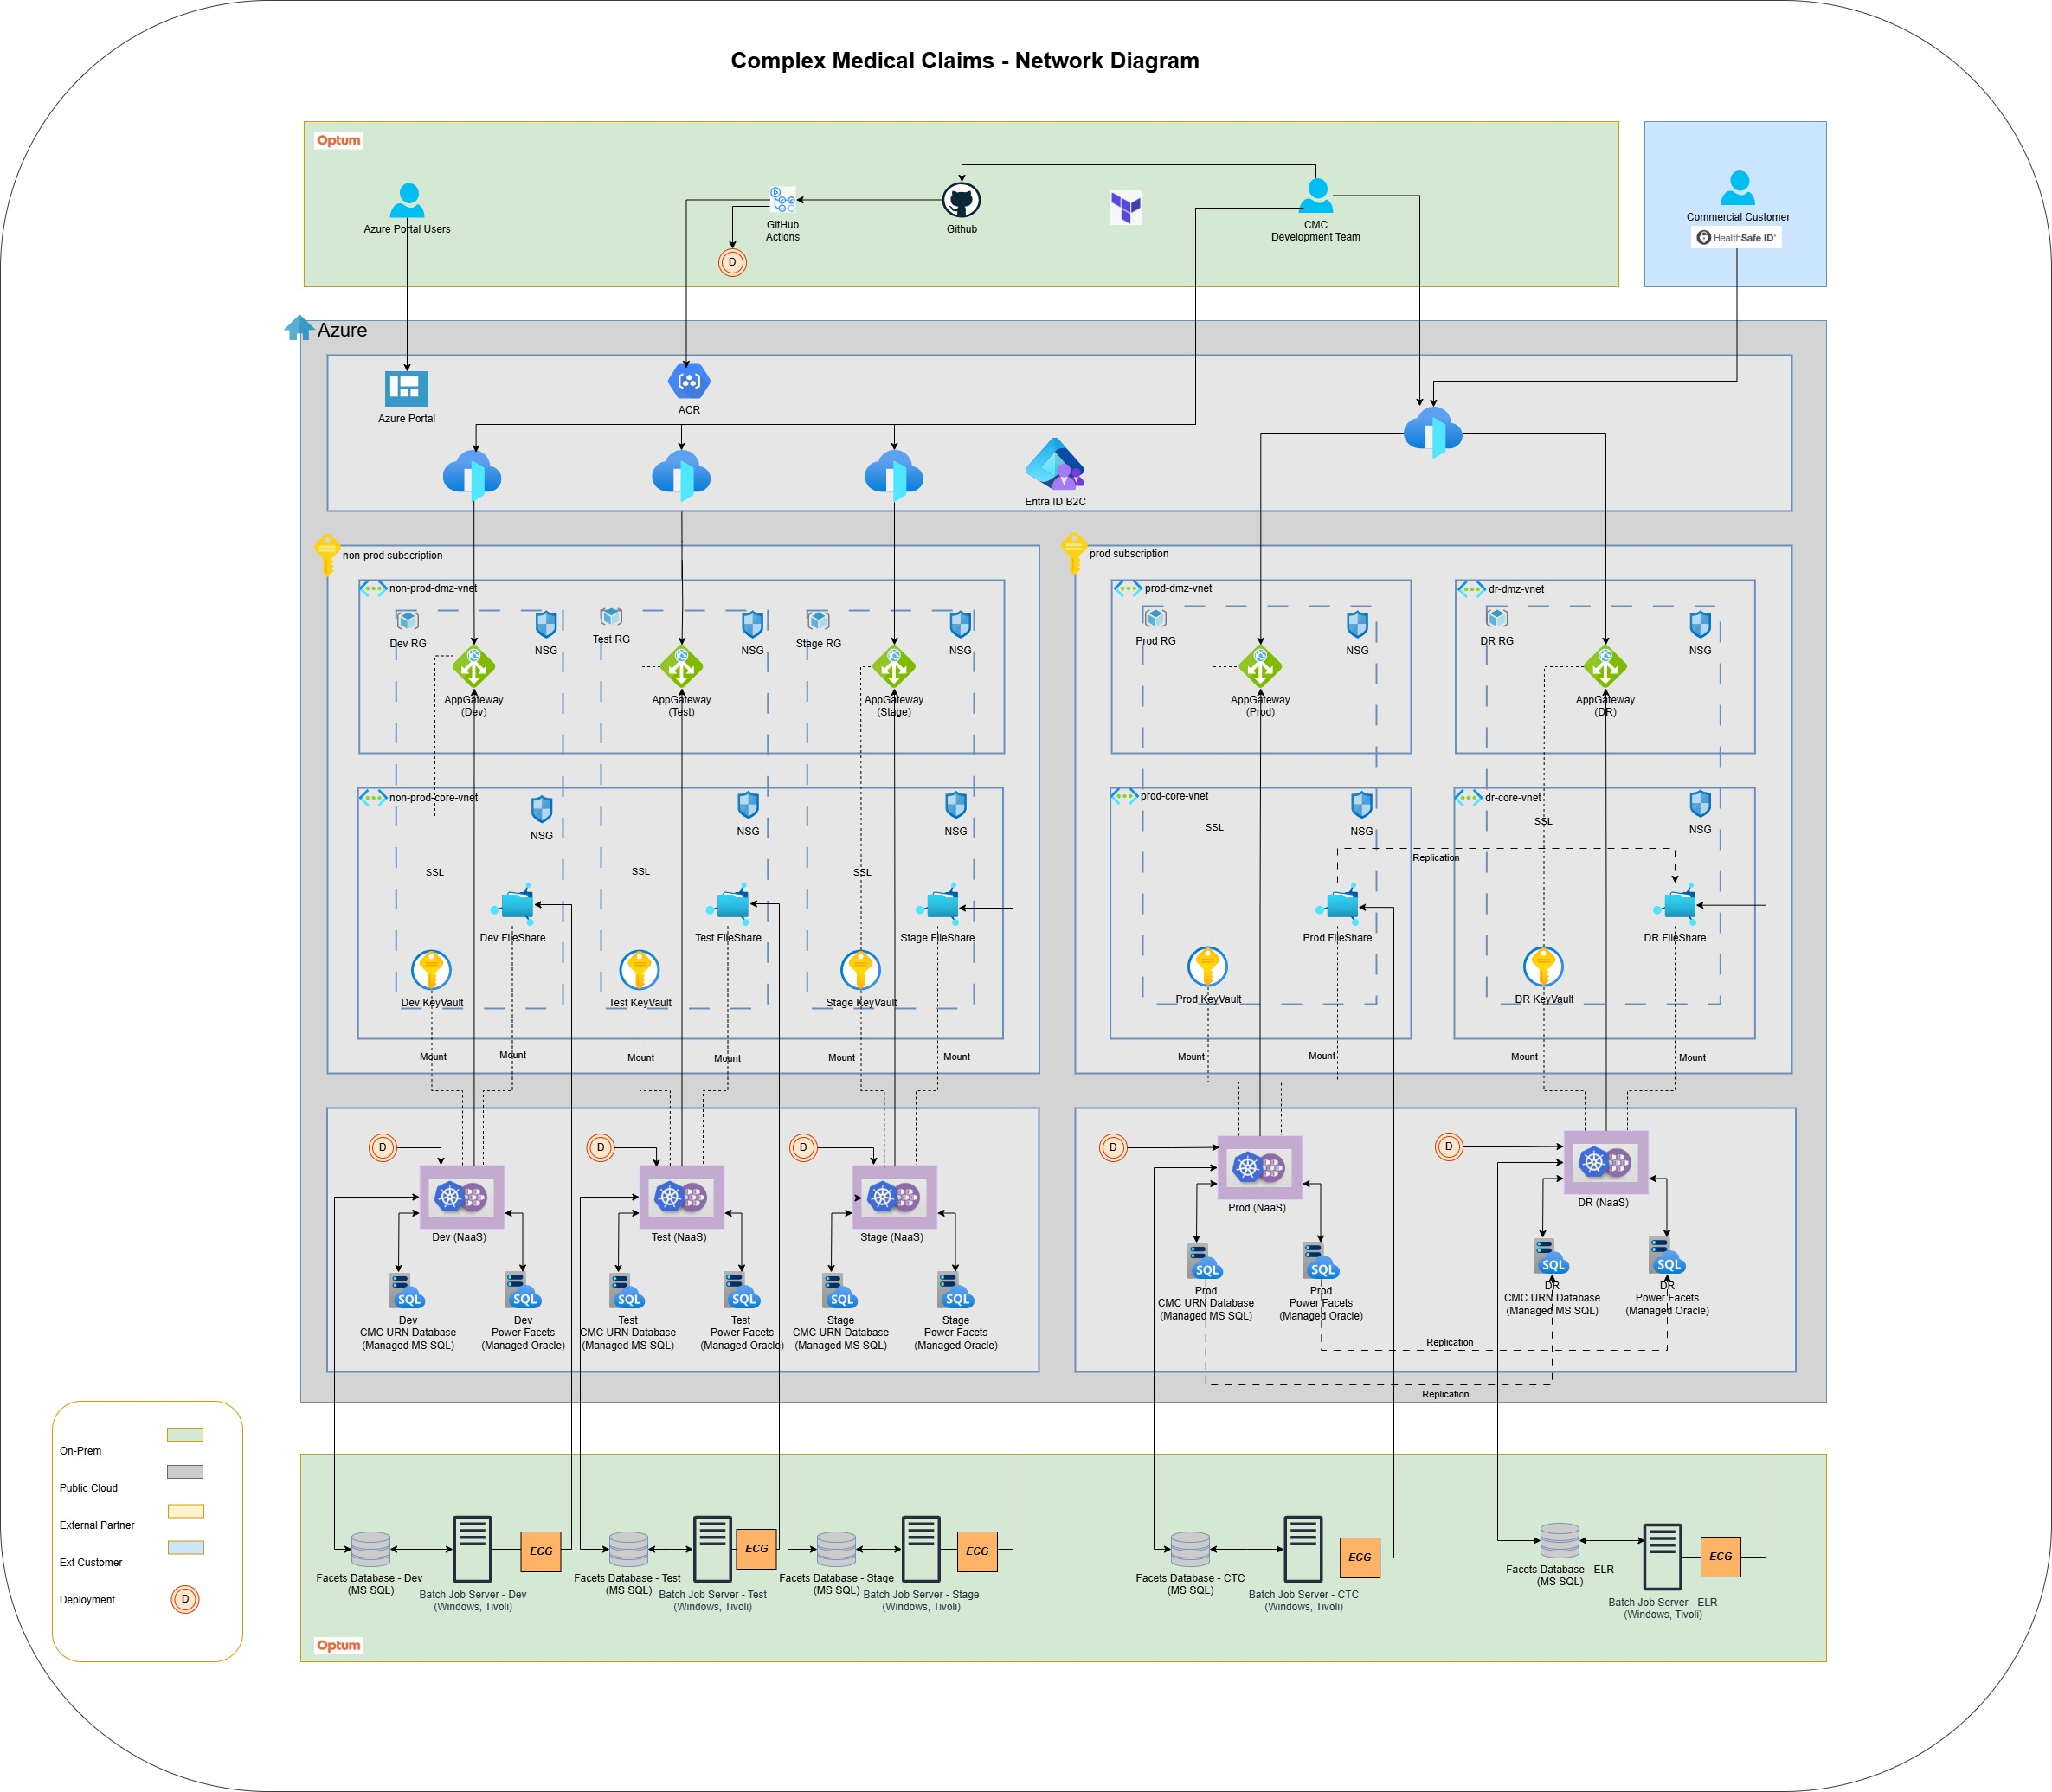 Complex Medical Claims - Network Diagram
Optum
Azure Portal Users
GitHub
Actions
D
Github
CMC
Development Team
Commercial Customer
HealthSafe ID
Azure
Azure Portal
ACR
Entra ID B2C
non-prod subscription
prod subscription
non-prod-dmz-vnet
prod-dmz-vnet
dr-dmz-vnet
Dev RG
NSG
Test RG
NSG
Stage RG
NSG
Prod RG
NSG
DR RG
NSG
AppGateway
(Dev)
AppGateway
(Test)
AppGateway
(Stage)
AppGateway
(Prod)
AppGateway
(DR)
non-prod-core-vnet
prod-core-vnet
dr-core-vnet
NSG
NSG
NSG
NSG
NSG
SSL
SSL
SSL
SSL
SSL
Replication
Dev FileShare
Test FileShare
Stage FileShare
Prod FileShare
DR FileShare
Dev KeyVault
Test KeyVault
Stage KeyVault
Prod KeyVault
DR KeyVault
Mount
Mount
Mount
Mount
Mount
Mount
Mount
Mount
Mount
Mount
D
D
D
D
D
Dev (NaaS)
Test (NaaS)
Stage (NaaS)
Prod (NaaS)
DR (NaaS)
SQL
SQL
SQL
SQL
SQL
SQL
SQL
SQL
SQL
SQL
Dev
CMC URN Database
(Managed MS SQL)
Dev
Power Facets
(Managed Oracle)
Test
CMC URN Database
(Managed MS SQL)
Test
Power Facets
(Managed Oracle)
Stage
CMC URN Database
(Managed MS SQL)
Stage
Power Facets
(Managed Oracle)
Prod
CMC URN Database
(Managed MS SQL)
Prod
Power Facets
(Managed Oracle)
DR
CMC URN Database
(Managed MS SQL)
DR
Power Facets
(Managed Oracle)
Replication
Replication
On-Prem
Public Cloud
External Partner
Ext Customer
Deployment
D
ECG
ECG
ECG
ECG
ECG
Facets Database - Dev
(MS SQL)
Batch Job Server - Dev
(Windows, Tivoli)
Facets Database - Test
(MS SQL)
Batch Job Server - Test
(Windows, Tivoli)
Facets Database - Stage
(MS SQL)
Batch Job Server - Stage
(Windows, Tivoli)
Facets Database - CTC
(MS SQL)
Batch Job Server - CTC
(Windows, Tivoli)
Facets Database - ELR
(MS SQL)
Batch Job Server - ELR
(Windows, Tivoli)
Optum